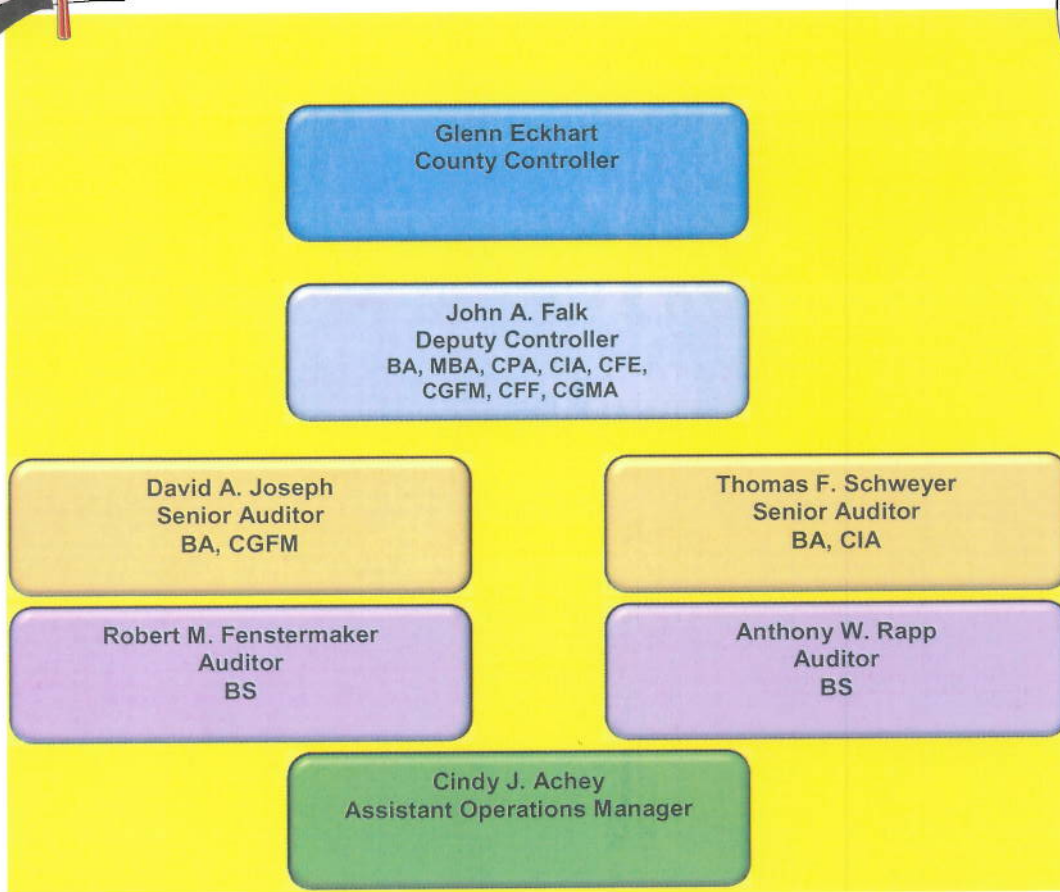 Glenn Eckhart
County Controller
John A. Falk
Deputy Controller
BA, MBA, CPA, CIA, CFE,
CGFM, CFF, CGMA
David A. Joseph
Senior Auditor
BA, CGFM
Thomas F. Schweyer
Senior Auditor
BA, CIA
Robert M. Fenstermaker
Auditor
BS
Anthony W. Rapp
Auditor
BS
Cindy J. Achey
Assistant Operations Manager